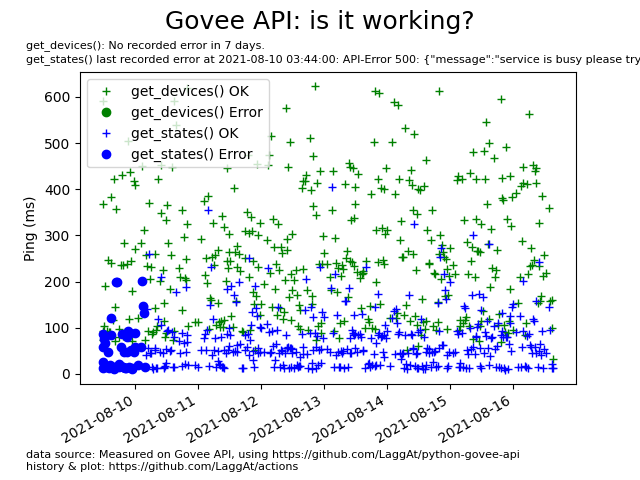 Govee API: is it working?
get_devices(): No recorded error in 7 days.
get_states() last recorded error at 2021-08-10 03:44:00: API-Error 500: {"message":"service is busy please try
get_devices() OK
get_devices() Error
get_states() OK
get_states() Error
Ping (ms)
600
500
400
300
200
100
0
2021-08-10
2021-08-11
2021-08-12
2021-08-13
2021-08-14
2021-08-15
2021-08-16
data source: Measured on Govee API, using https://github.com/LaggAt/python-govee-api
history & plot: https://github.com/LaggAt/actions